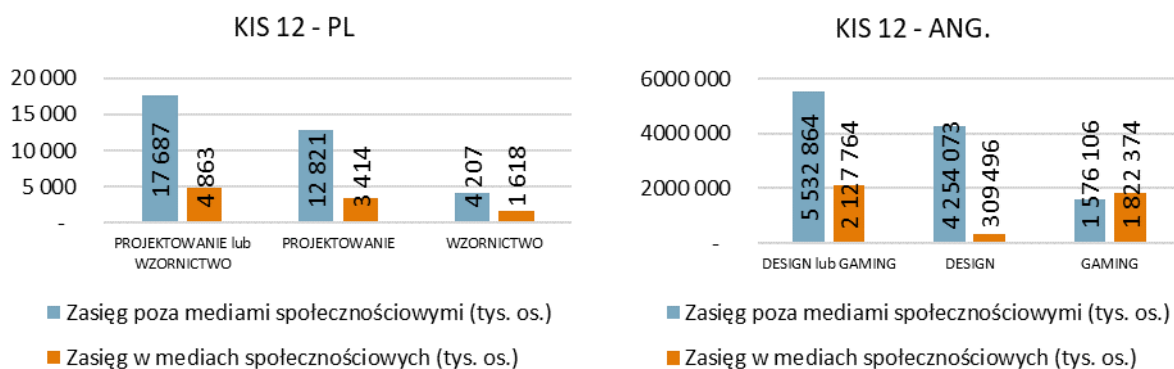 KIS 12 - PL
20 000
15 000
10 000
5 000
-
17 687
4 863
12 821
3 414
4 207
1 618
PROJEKTOWANIE lub
WZORNICTWO
PROJEKTOWANIE
WZORNICTWO
Zasięg poza mediami społecznościowymi (tys. os.)
Zasięg w mediach społecznościowych (tys. os.)
KIS 12 - ANG.
6000 000
4000 000
2000 000
-
5 532 864
2 127 764
4 254 073
309 496
1 576 106
1 822 374
DESIGN lub GAMING
DESIGN
GAMING
Zasięg poza mediami społecznościowymi (tys. os.)
Zasięg w mediach społecznościowych (tys. os.)